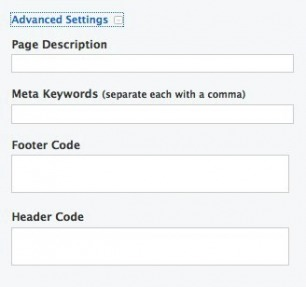 Advanced Settings
Page Description
Meta Keywords (separate each with a comma)
Footer Code
Header Code